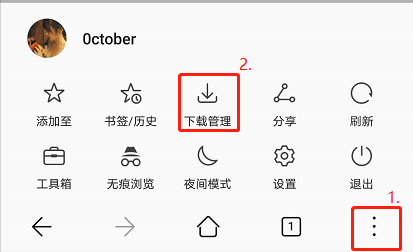 0ctober
2.
添加至 书签/历史 下载管理 分享 刷新
工具箱 无痕浏览 夜间模式 设置 退出
1.
1